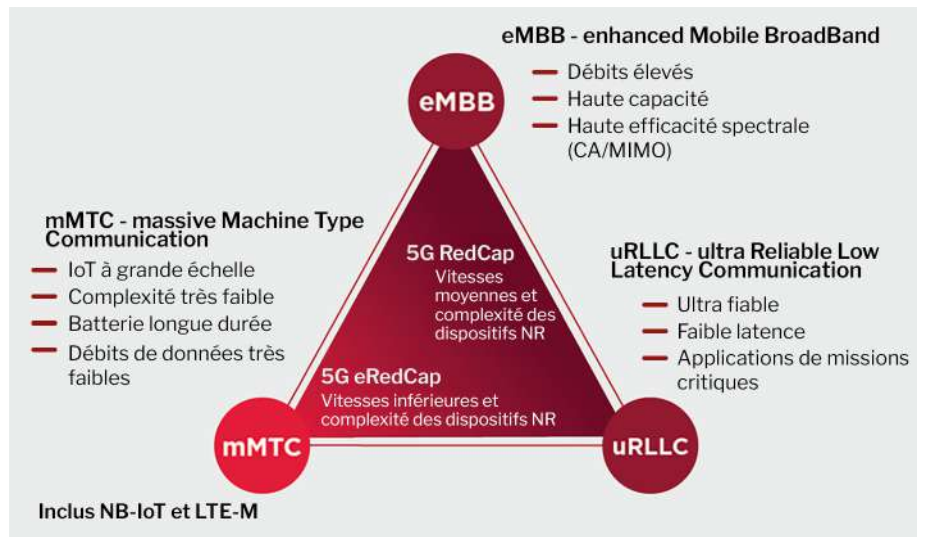 eMBB - enhanced Mobile BroadBand
Débits élevés
Haute capacité
Haute efficacité spectrale
(CA/MIMO)
eMBB
mMTC - massive Machine Type
Communication
IoT à grande échelle
Complexité très faible
Batterie longue durée
Débits de données très
faibles
5G RedCap
Vitesses
moyennes et
complexité des
dispositifs NR
uRLLC - ultra Reliable Low
Latency Communication
Ultra fiable
Faible latence
Applications de missions
critiques
5G eRedCap
Vitesses inférieures et
complexité des dispositifs NR
mMTC
uRLLC
Inclus NB-IoT et LTE-M